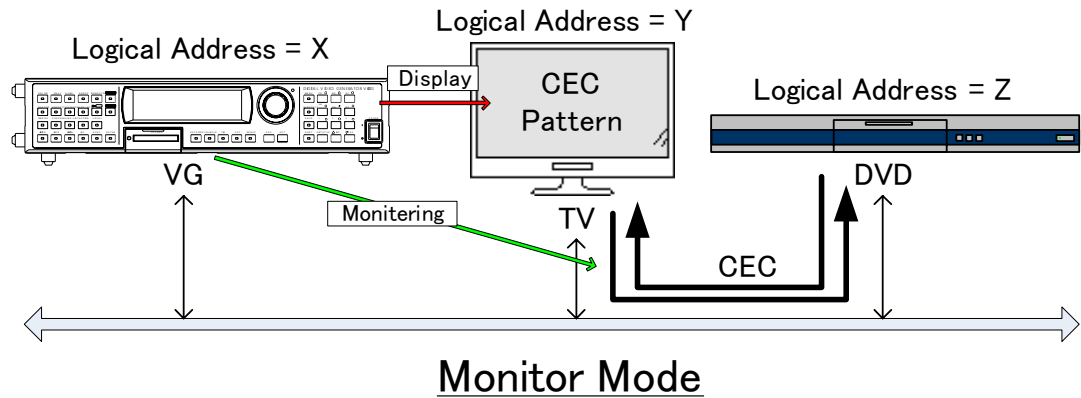 Logical Address = Y
Logical Address = X
Display
CEC
Pattern
Logical Address = Z
VG
Monitering
TV
DVD
CEC
Monitor Mode